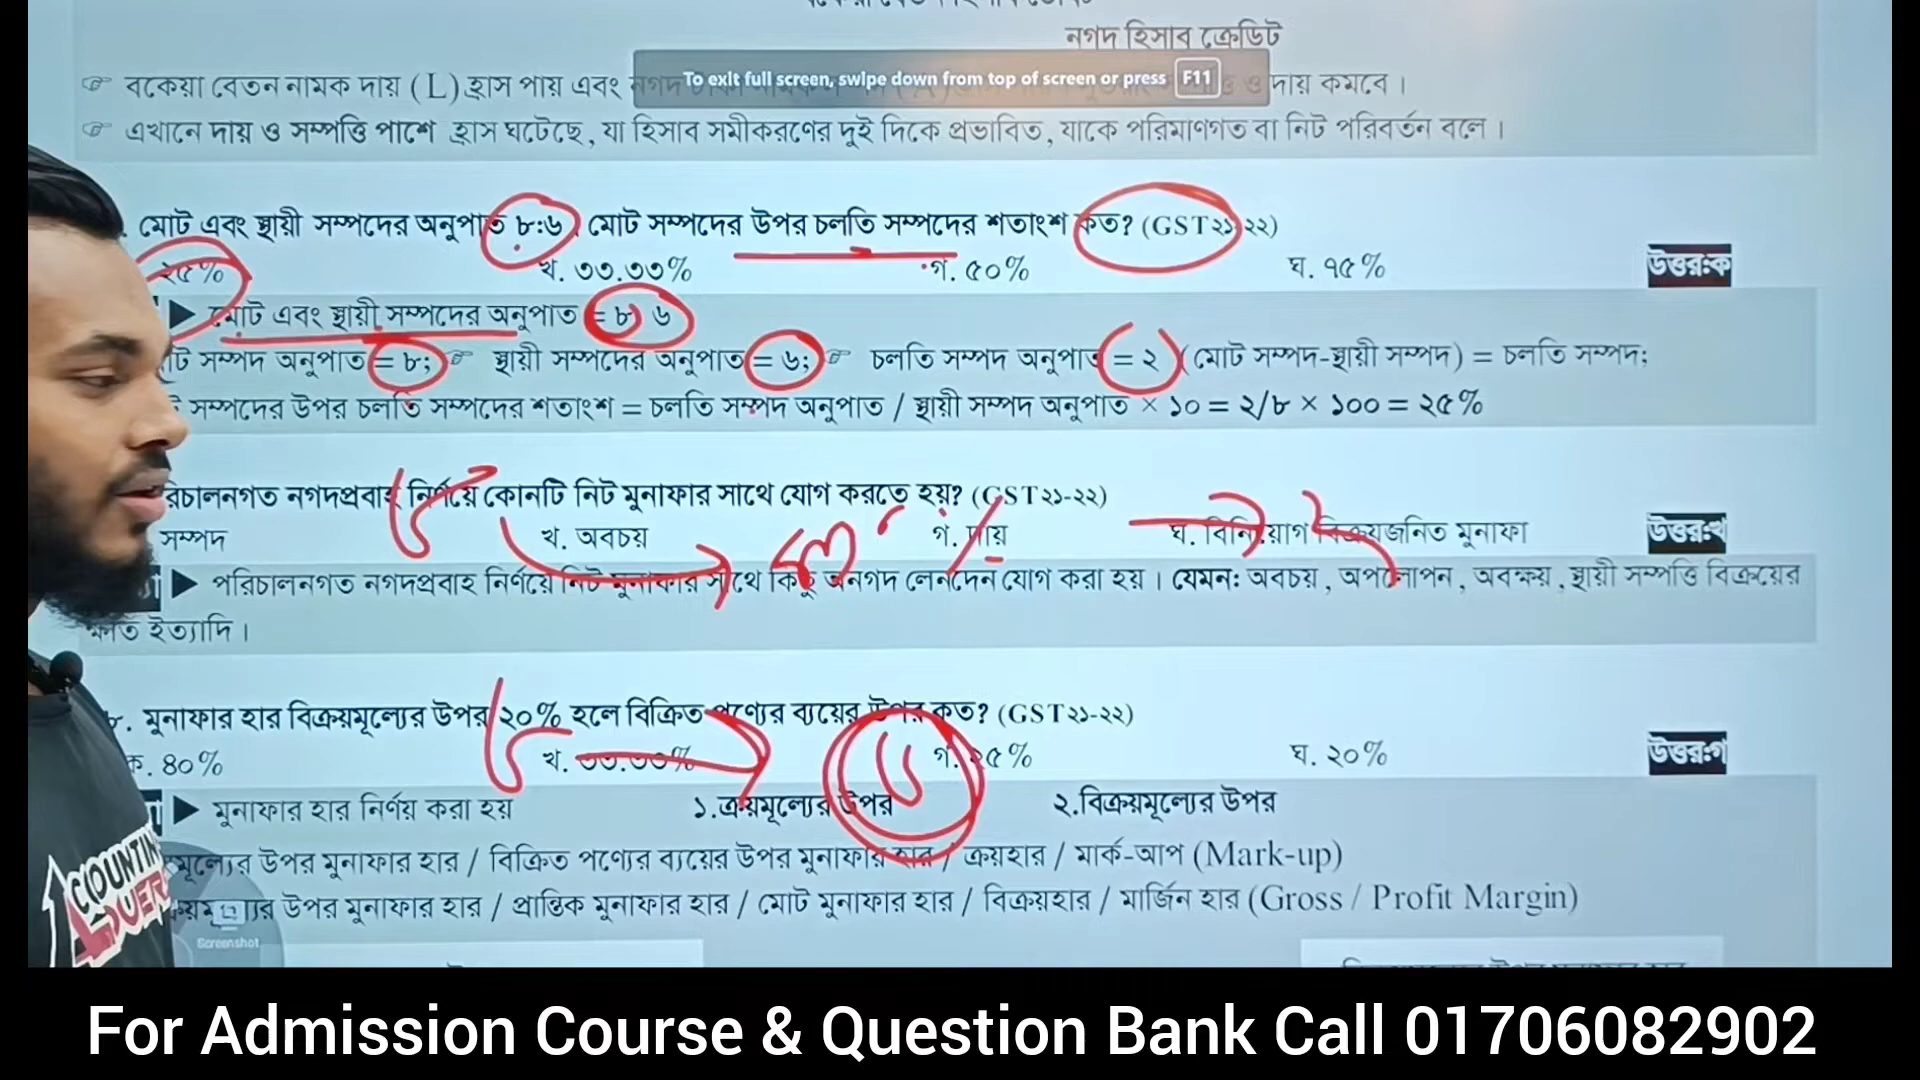 নগদ হিসাব ক্রেডিট
To exit full screen, swipe down from top of screen or press F11
☞ বকেয়া বেতন নামক দায় (L) হ্রাস পায় এবং ও দায় কমবে।
☞ এখানে দায় ও সম্পত্তি পাশে হ্রাস ঘটেছে, যা হিসাব সমীকরণের দুই দিকে প্রভাবিত, যাকে পরিমাণগত বা নিট পরিবর্তন বলে।
মোট এবং স্থায়ী সম্পদের অনুপাত ৮:৬ মোট সম্পদের উপর চলতি সম্পদের শতাংশ কত? (GST২১-২২)
২৫% খ. ৩৩.৩৩% গ. ৫০% ঘ. ৭৫% উত্তর:ক
▶ মোট এবং স্থায়ী সম্পদের অনুপাত = ৮ ৬
সম্পদ অনুপাত = ৮; ☞ স্থায়ী সম্পদের অনুপাত = ৬; ☞ চলতি সম্পদ অনুপাত = ২ (মোট সম্পদ-স্থায়ী সম্পদ) = চলতি সম্পদ;
সম্পদের উপর চলতি সম্পদের শতাংশ = চলতি সম্পদ অনুপাত / স্থায়ী সম্পদ অনুপাত × ১০ = ২/৮ × ১০০ = ২৫%
রিচালনগত নগদপ্রবাহ নির্ণয়ে কোনটি নিট মুনাফার সাথে যোগ করতে হয়? (GST২১-২২)
সম্পদ খ. অবচয় গ. দায় ঘ. বিনিয়োগ বিক্রয়জনিত মুনাফা উত্তর:খ
▶ পরিচালনগত নগদপ্রবাহ নির্ণয়ে নিট মুনাফার সাথে কিছু অনগদ লেনদেন যোগ করা হয়। যেমন: অবচয়, অপলোপন, অবক্ষয়, স্থায়ী সম্পত্তি বিক্রয়ের
ক্ষতি ইত্যাদি।
৮. মুনাফার হার বিক্রয়মূল্যের উপর ২০% হলে বিক্রিত পণ্যের ব্যয়ের উপর কত? (GST২১-২২)
ক. ৪০% খ. ৩৩.৩৩% গ. ২৫% ঘ. ২০% উত্তর:গ
▶ মুনাফার হার নির্ণয় করা হয় ১.ক্রয়মূল্যের উপর ২.বিক্রয়মূল্যের উপর
মূল্যের উপর মুনাফার হার / বিক্রিত পণ্যের ব্যয়ের উপর মুনাফার হার / ক্রয়হার / মার্ক-আপ (Mark-up)
উপর মুনাফার হার / প্রান্তিক মুনাফার হার / মোট মুনাফার হার / বিক্রয়হার / মার্জিন হার (Gross / Profit Margin)
Screenshot
For Admission Course & Question Bank Call 01706082902